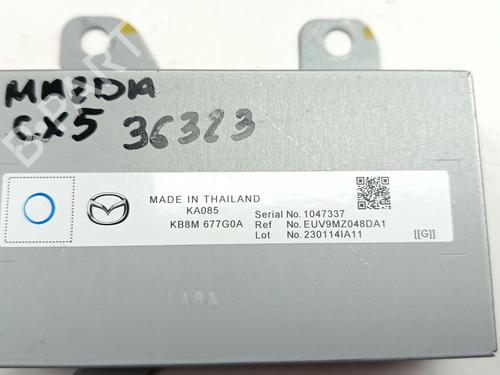 MAZDA
CX5 36323
MADE IN THAILAND
KA085
KB8M 677G0A
Serial No. 1047337
Ref No. EUV9MZ048DA1
Lot No. 230114IA11
[[G]]